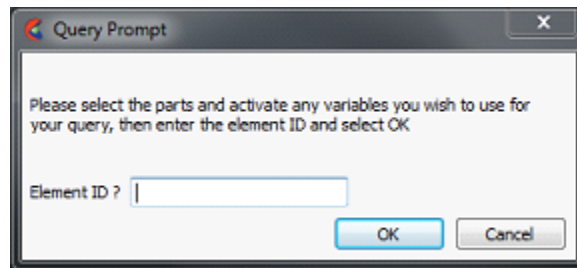 Query Prompt
Please select the parts and activate any variables you wish to use for
your query, then enter the element ID and select OK
Element ID ?
OK
Cancel